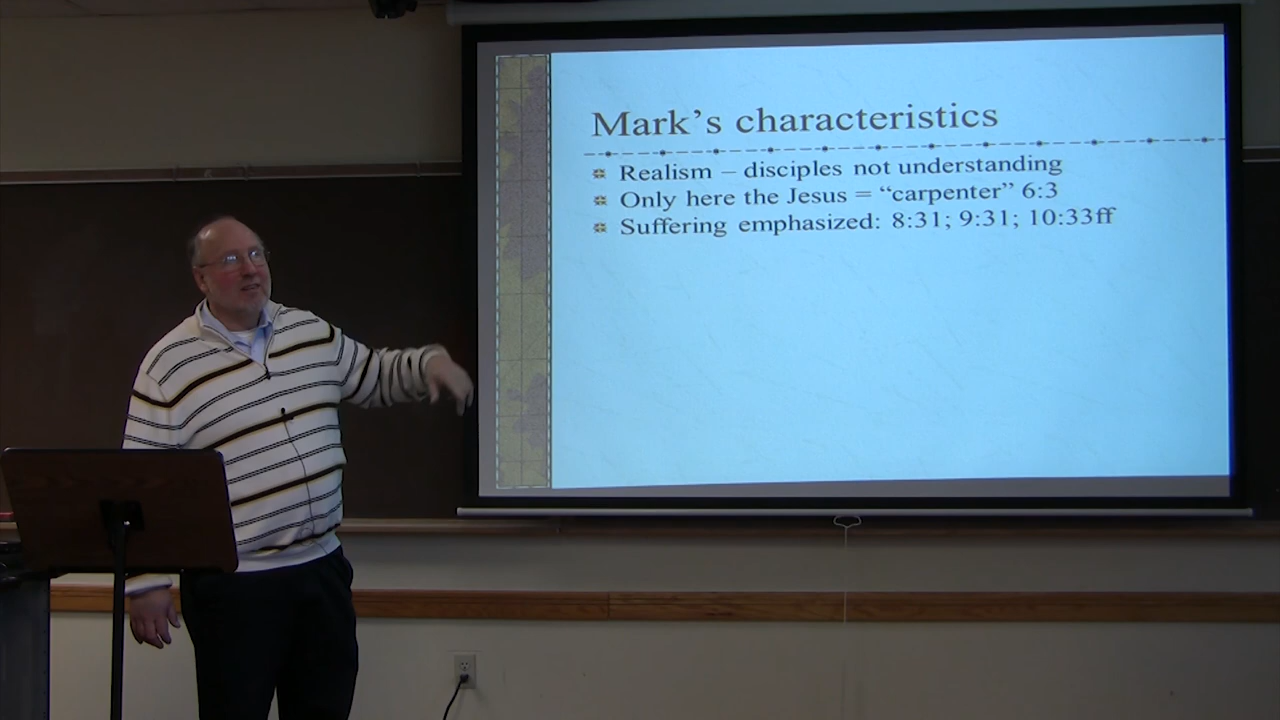 Mark’s characteristics
Realism – disciples not understanding
Only here the Jesus = “carpenter” 6:3
Suffering emphasized: 8:31; 9:31; 10:33ff